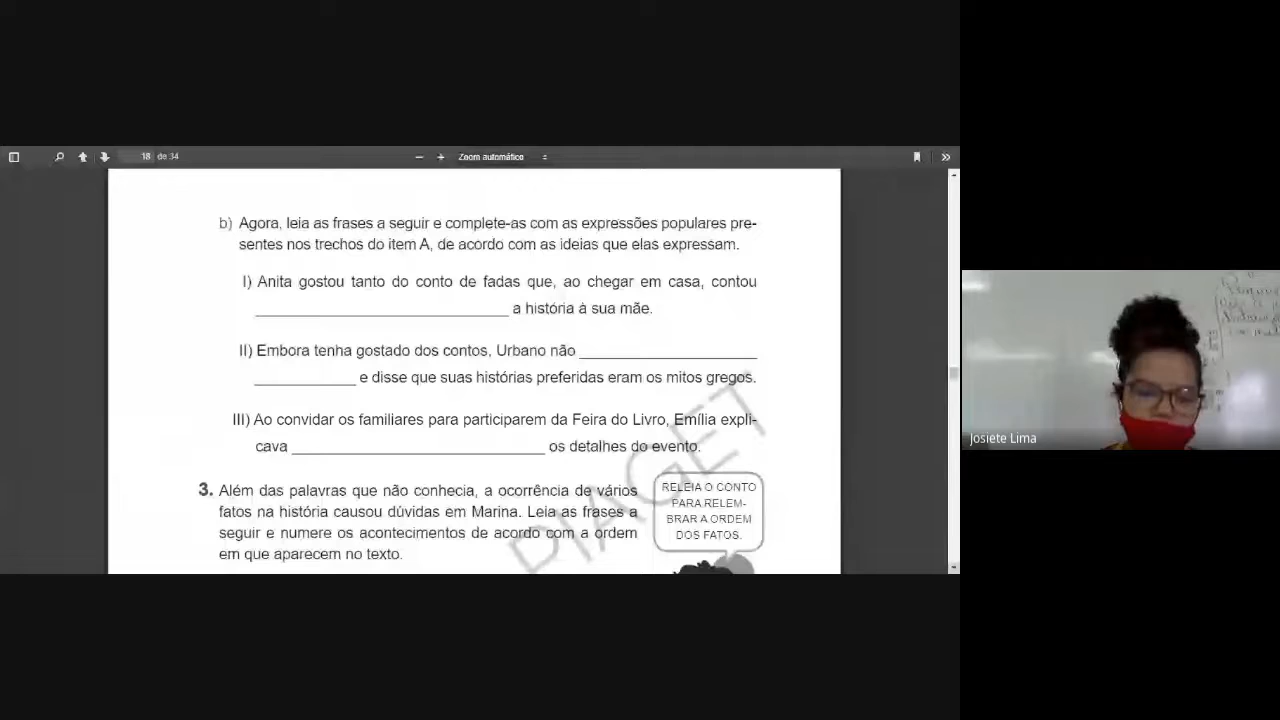 18 de 34
Zoom automático
b) Agora, leia as frases a seguir e complete-as com as expressões populares pre-
sentes nos trechos do item A, de acordo com as ideias que elas expressam.
I) Anita gostou tanto do conto de fadas que, ao chegar em casa, contou
a história à sua mãe.
II) Embora tenha gostado dos contos, Urbano não
e disse que suas histórias preferidas eram os mitos gregos.
III) Ao convidar os familiares para participarem da Feira do Livro, Emília expli-
cava os detalhes do evento.
3. Além das palavras que não conhecia, a ocorrência de vários
fatos na história causou dúvidas em Marina. Leia as frases a
seguir e numere os acontecimentos de acordo com a ordem
em que aparecem no texto.
RELEIA O CONTO
PARA RELEM-
BRAR A ORDEM
DOS FATOS.
PIAGET
Josiete Lima